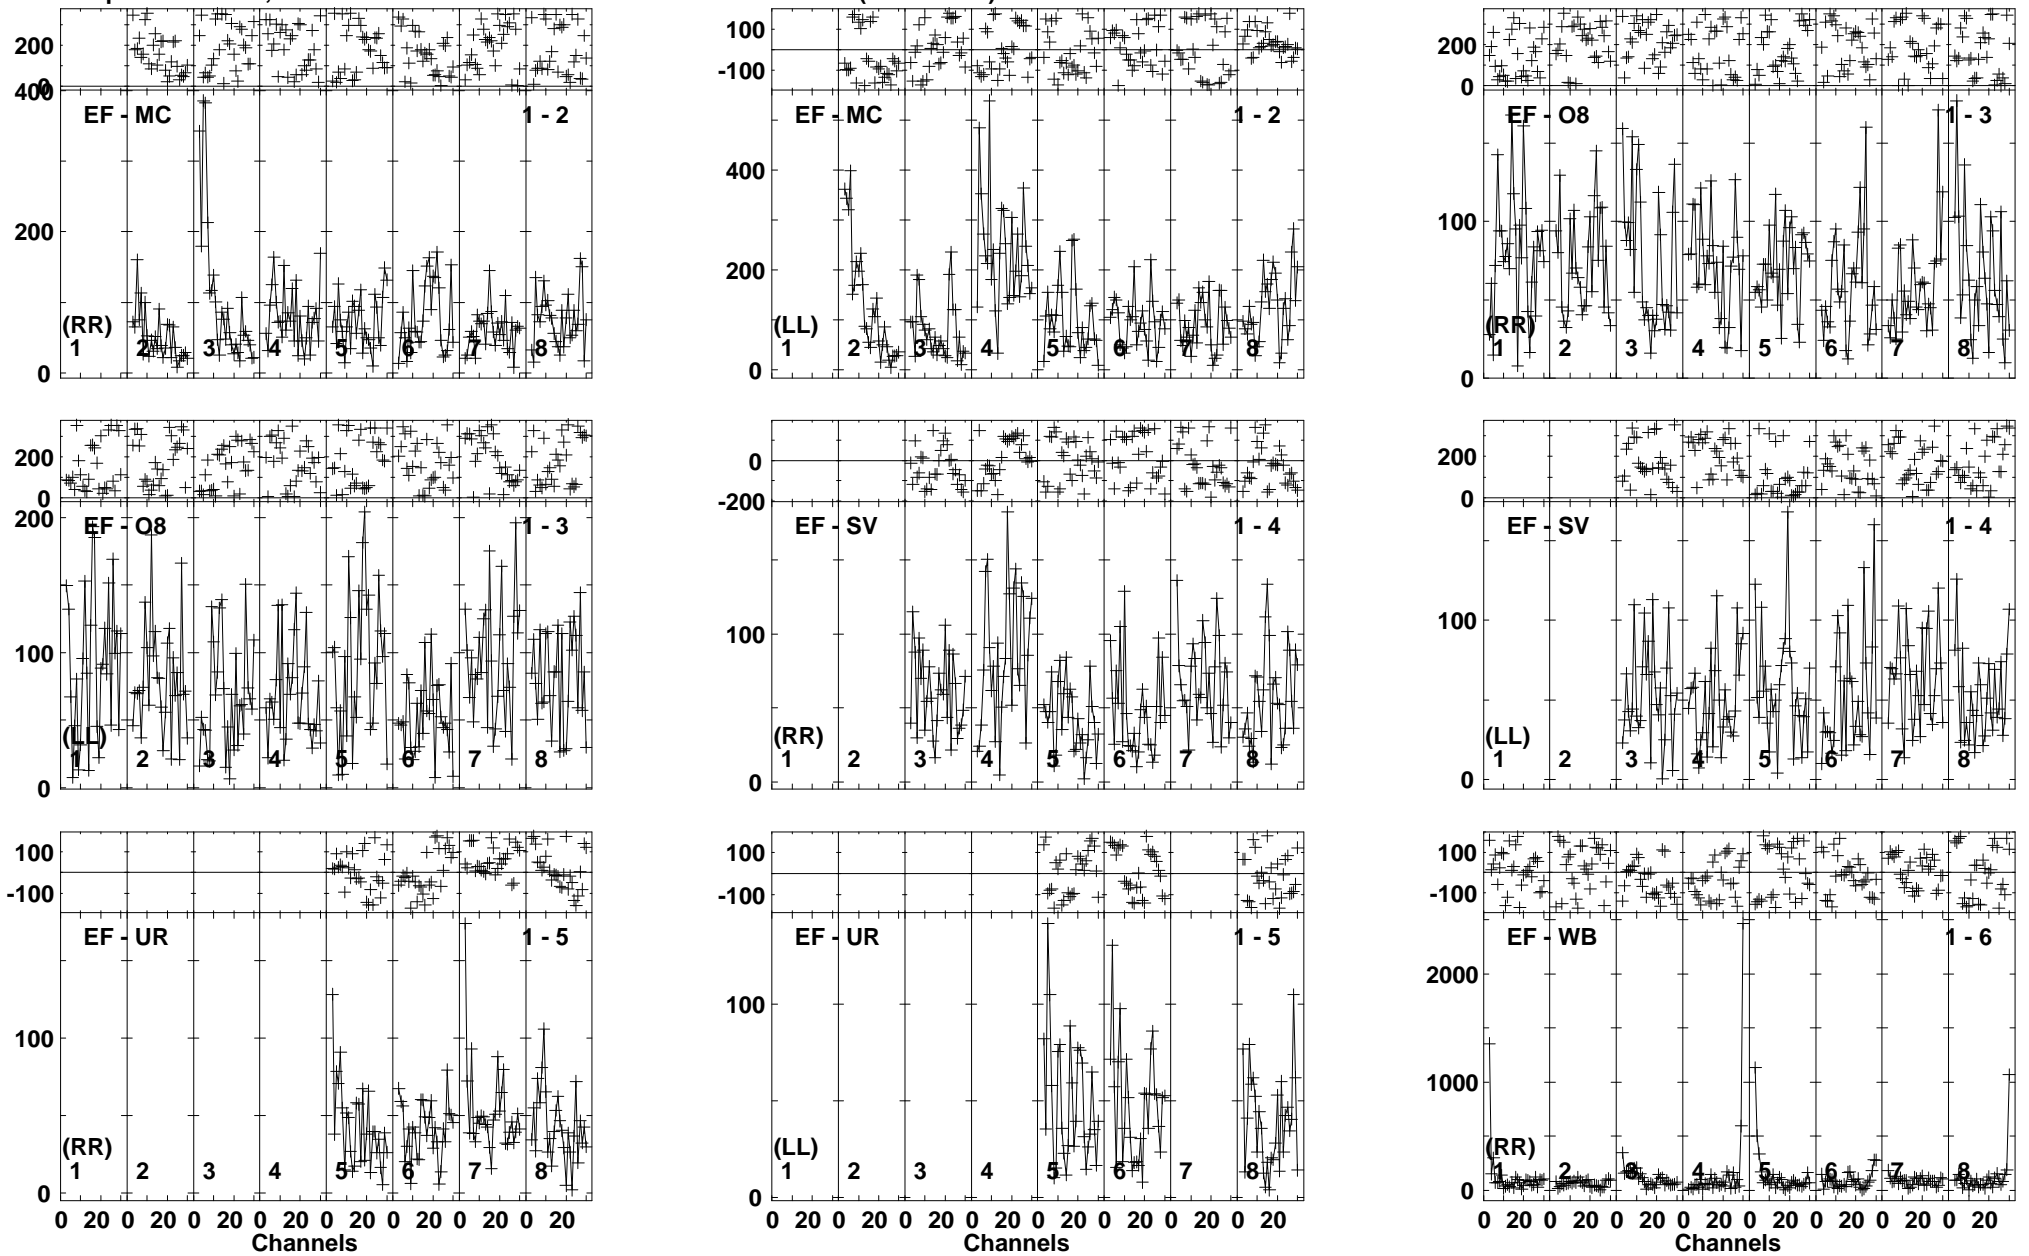 200 0 100 -100 200 0
400 EF - MC 1 - 2 EF - MC 1 - 2 EF - O8 1 - 3
200 400 100
(RR) 200 (LL) (RR)
1 2 3 4 5 6 7 8 1 2 3 4 5 6 7 8 1 2 3 4 5 6 7 8
0 0 0
200 0 0 -200 200 0
200 EF - O8 1 - 3 EF - SV 1 - 4 EF - SV 1 - 4
100 100 100
(LL) (RR) (LL)
1 2 3 4 5 6 7 8 1 2 3 4 5 6 7 8 1 2 3 4 5 6 7 8
0 0 0
100 -100 100 -100 100 -100
EF - UR 1 - 5 EF - UR 1 - 5 EF - WB 1 - 6
100 100 2000 1000
(RR) (LL) (RR)
1 2 3 4 5 6 7 8 1 2 3 4 5 6 7 8 1 2 3 4 5 6 7 8
0 0 0
0 20 0 20 0 20 0 20 0 20 0 20 0 20 0 20 0 20 0 20 0 20 0 20 0 20 0 20 0 20 0 20 0 20 0 20 0 20 0 20 0 20 0 20 0 20 0 20
Channels Channels Channels